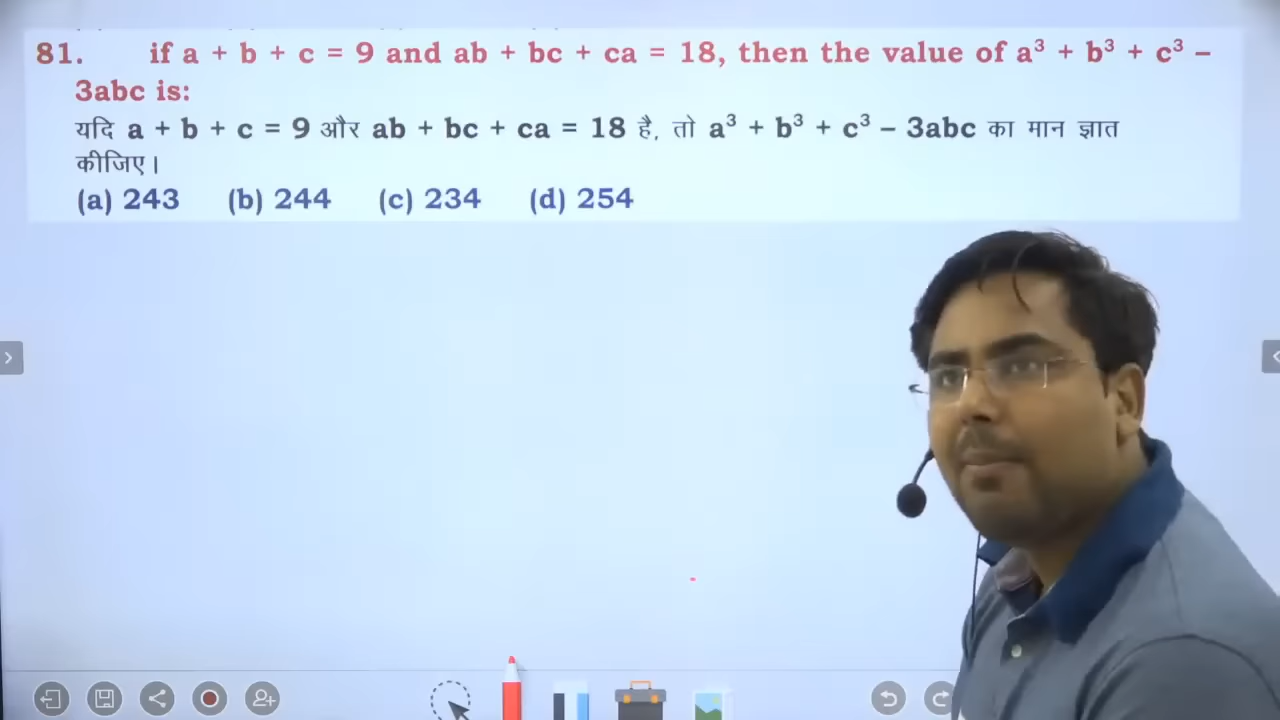 81. if a + b + c = 9 and ab + bc + ca = 18, then the value of a³ + b³ + c³ –
3abc is:
यदि a + b + c = 9 और ab + bc + ca = 18 है, तो a³ + b³ + c³ – 3abc का मान ज्ञात
कीजिए।
(a) 243 (b) 244 (c) 234 (d) 254